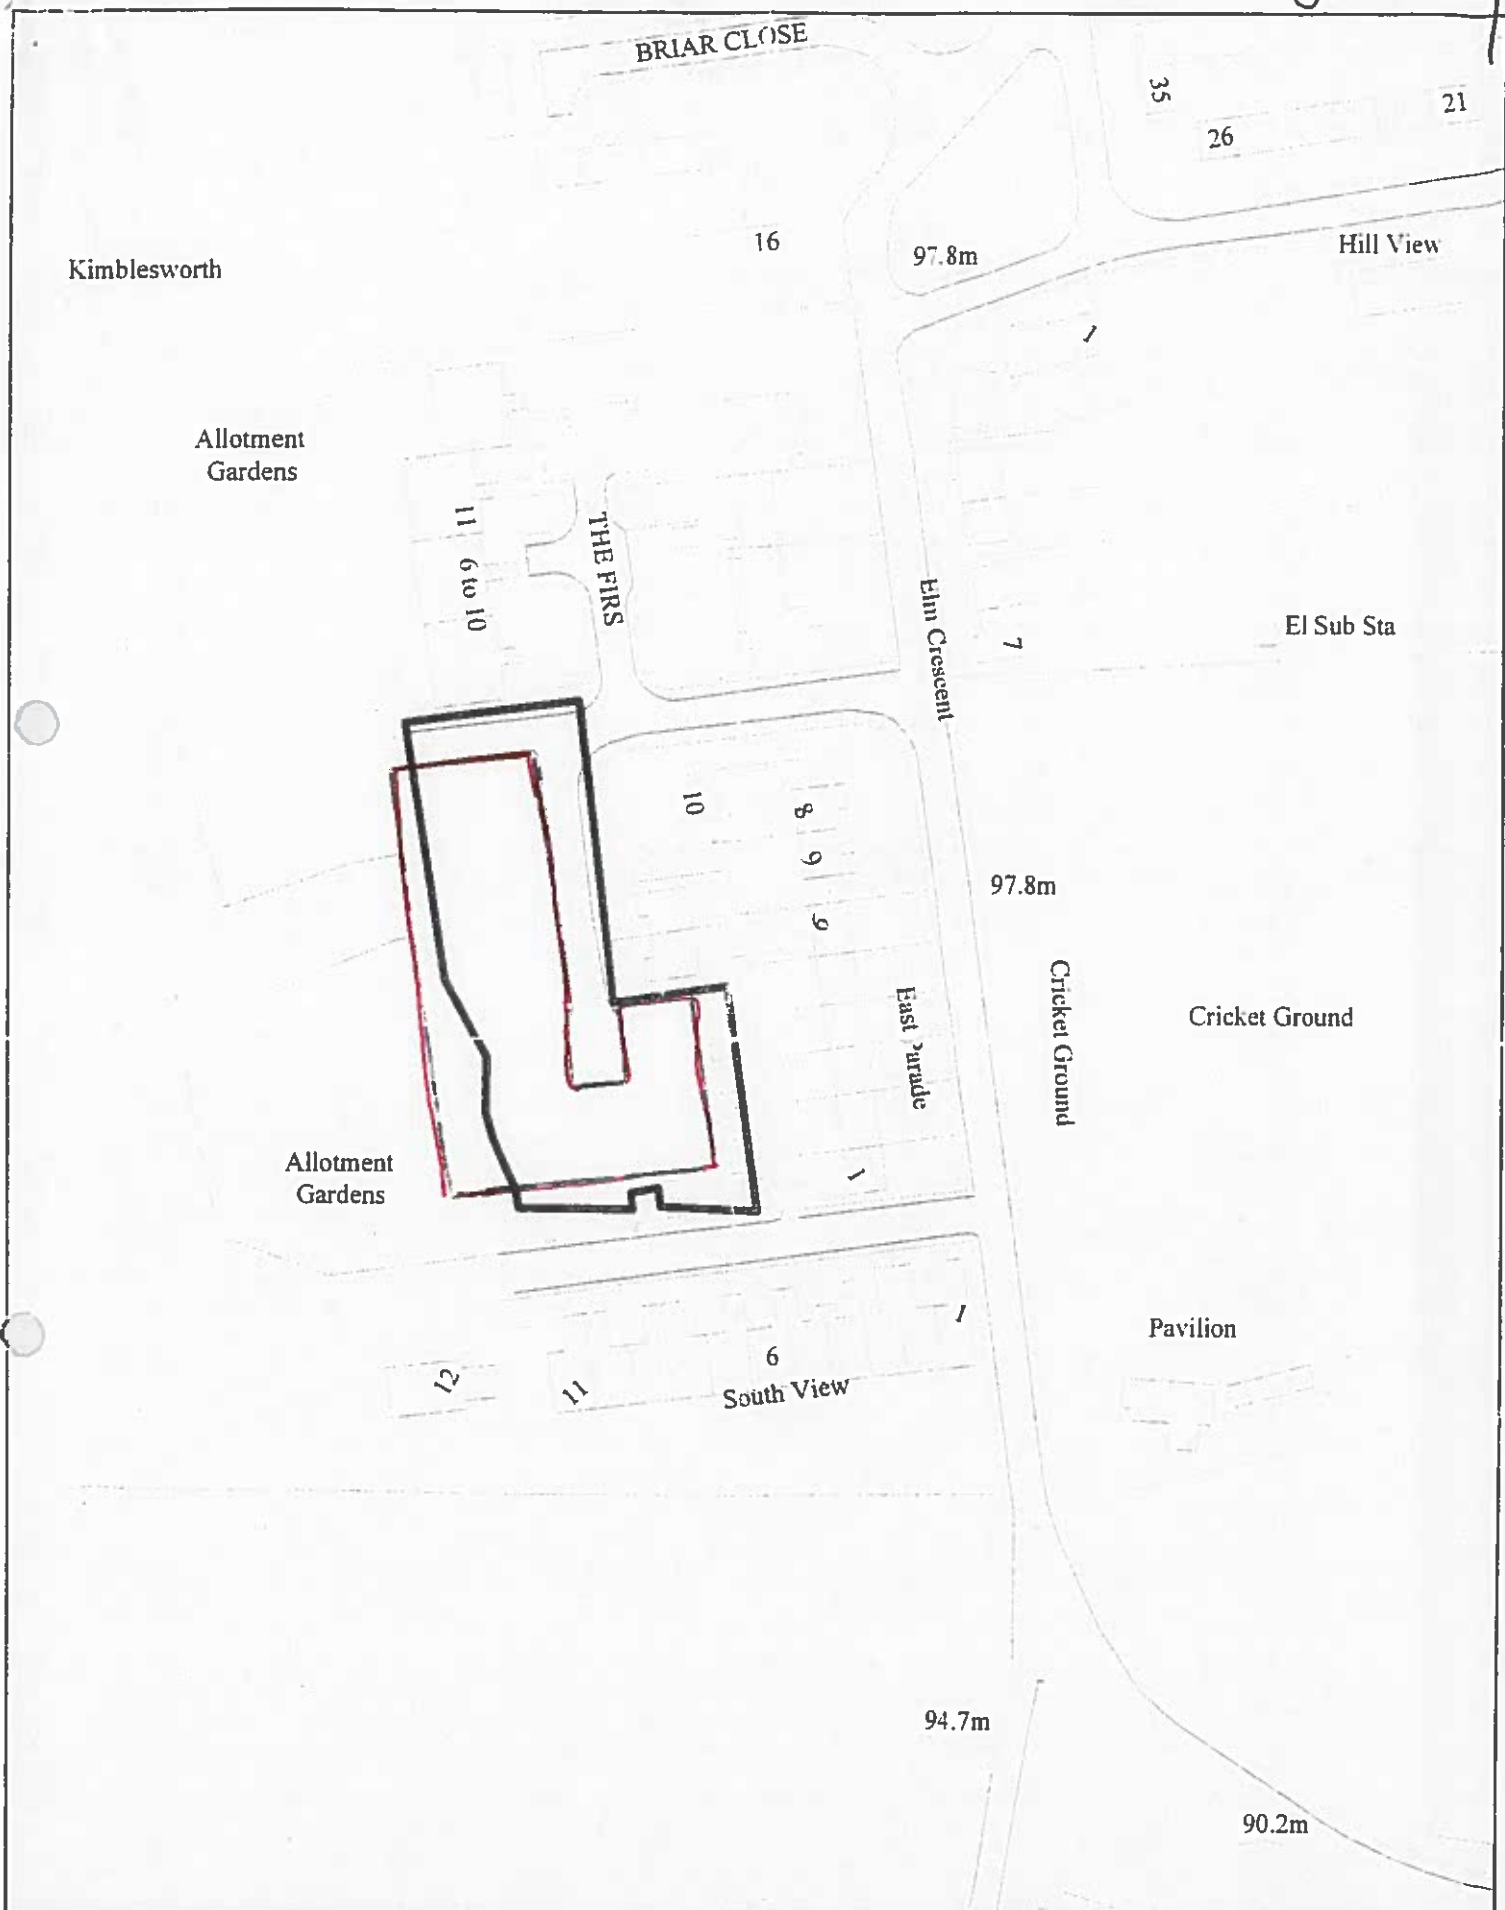 BRIAR CLOSE
35
21
26
16
97.8m
Hill View
Kimblesworth
1
Allotment
Gardens
11
6 to 10
THE FIRS
Elm Crescent
7
El Sub Sta
10
8
9
97.8m
9
East Parade
Cricket Ground
Cricket Ground
Allotment
Gardens
1
1
Pavilion
6
12
11
South View
94.7m
90.2m